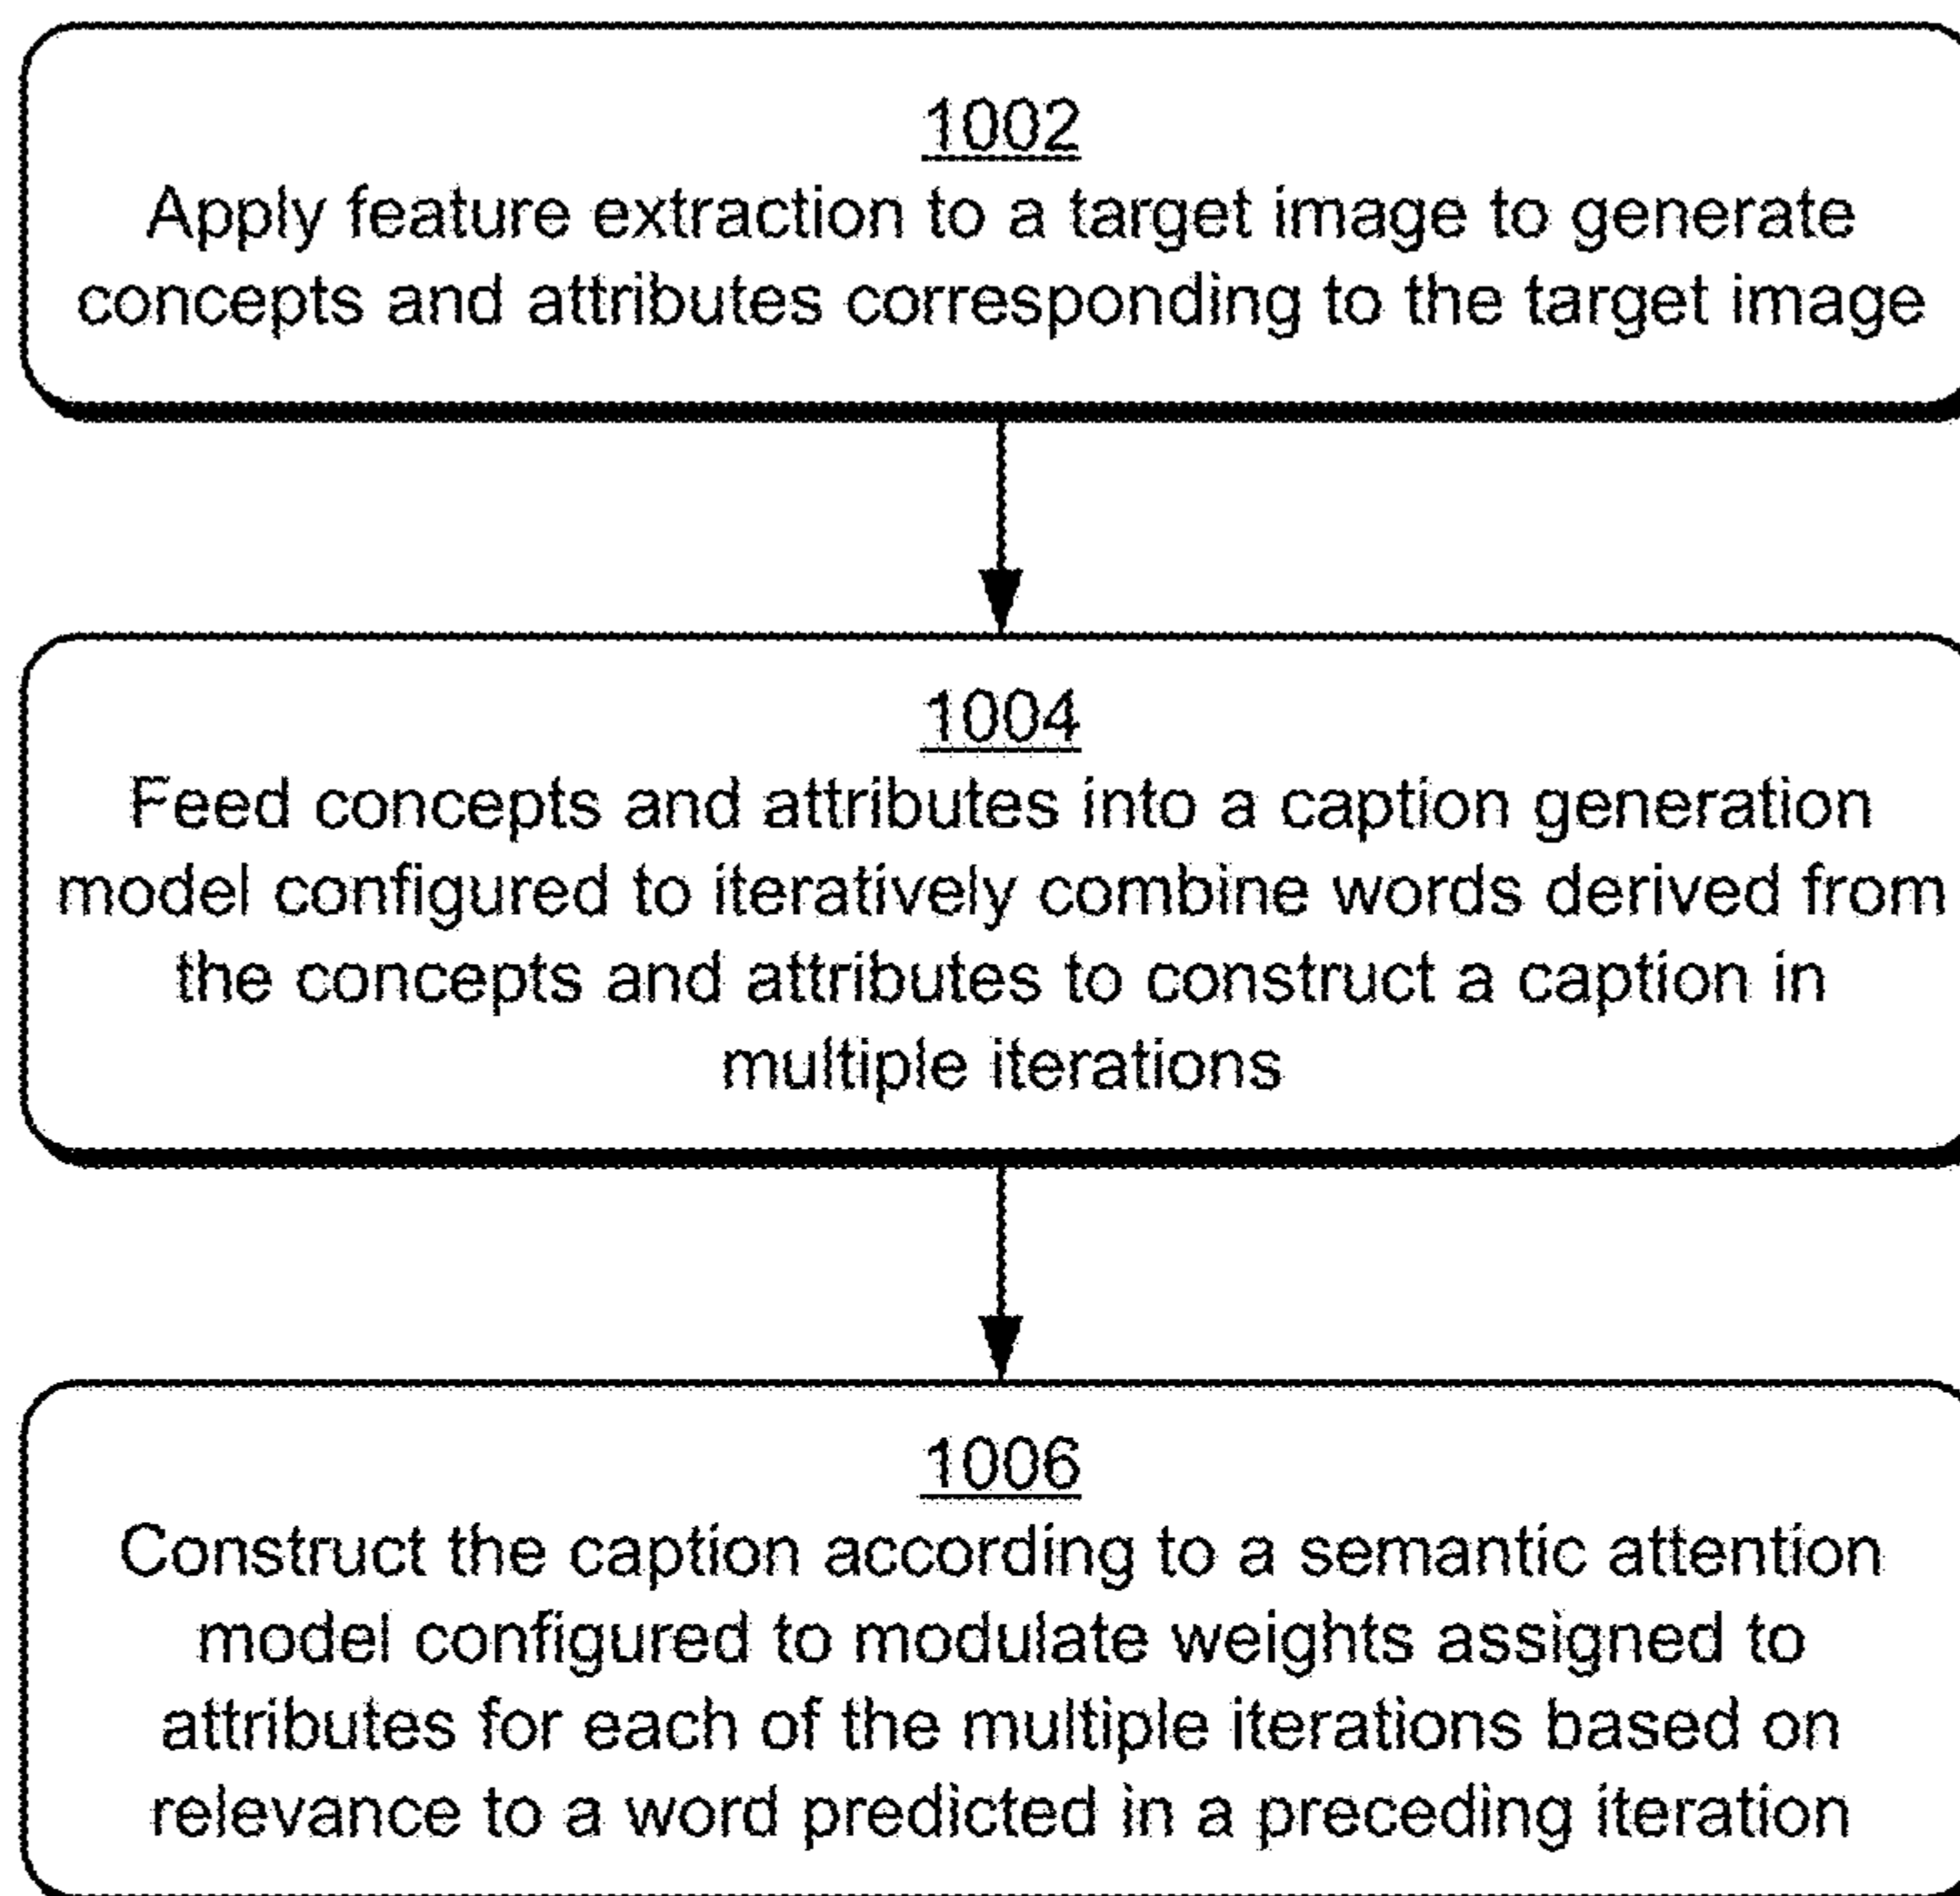 1002
Apply feature extraction to a target image to generate
concepts and attributes corresponding to the target image
1004
Feed concepts and attributes into a caption generation
model configured to iteratively combine words derived from
the concepts and attributes to construct a caption in
multiple iterations
1006
Construct the caption according to a semantic attention
model configured to modulate weights assigned to
attributes for each of the multiple iterations based on
relevance to a word predicted in a preceding iteration